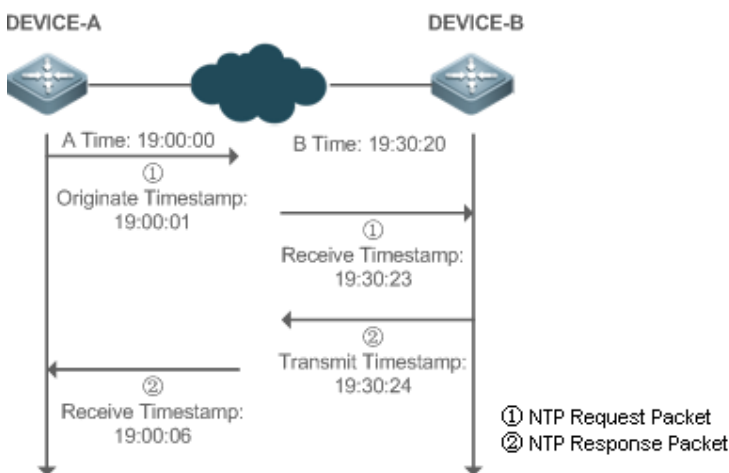 DEVICE-A
DEVICE-B
A Time: 19:00:00
B Time: 19:30:20
①
Originate Timestamp:
19:00:01
①
Receive Timestamp:
19:30:23
②
Transmit Timestamp:
19:30:24
②
Receive Timestamp:
19:00:06
① NTP Request Packet
② NTP Response Packet